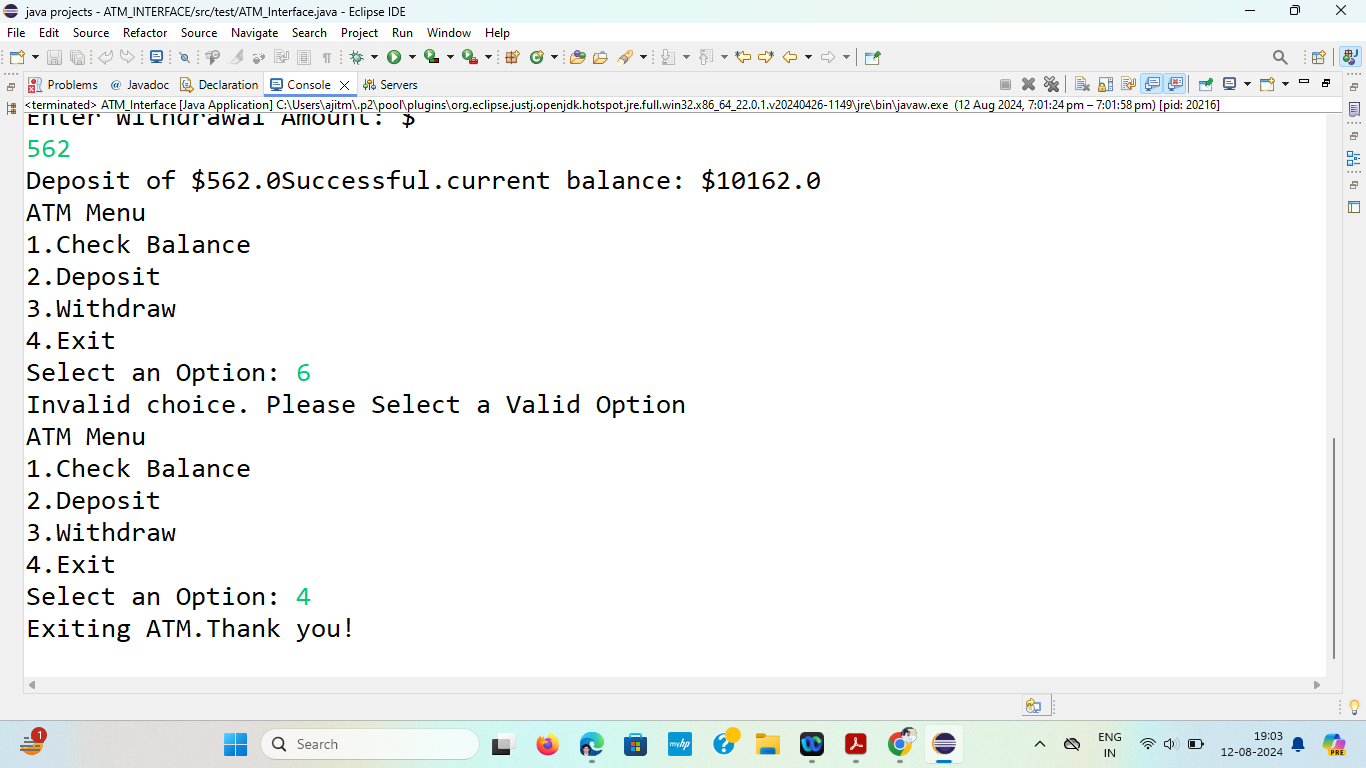 java projects - ATM_INTERFACE/src/test/ATM_Interface.java - Eclipse IDE
File Edit Source Refactor Source Navigate Search Project Run Window Help
Problems @ Javadoc Declaration Console Servers
<terminated> ATM_Interface [Java Application] C:\Users\ajitm\.p2\pool\plugins\org.eclipse.justj.openjdk.hotspot.jre.full.win32.x86_64_22.0.1.v20240426-1149\jre\bin\javaw.exe (12 Aug 2024, 7:01:24 pm – 7:01:58 pm) [pid: 20216]
Enter Withdrawal Amount: $
562
Deposit of $562.0Successful.current balance: $10162.0
ATM Menu
1.Check Balance
2.Deposit
3.Withdraw
4.Exit
Select an Option: 6
Invalid choice. Please Select a Valid Option
ATM Menu
1.Check Balance
2.Deposit
3.Withdraw
4.Exit
Select an Option: 4
Exiting ATM.Thank you!
1
Search
myhp
PRE
ENG
IN
19:03
12-08-2024